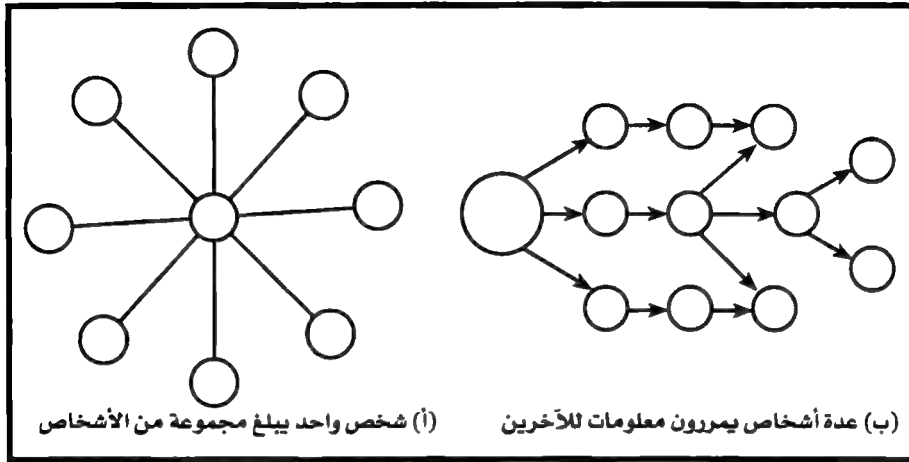 (أ) شخص واحد يبلغ مجموعة من الأشخاص
(ب) عدة أشخاص يمررون معلومات للآخرين